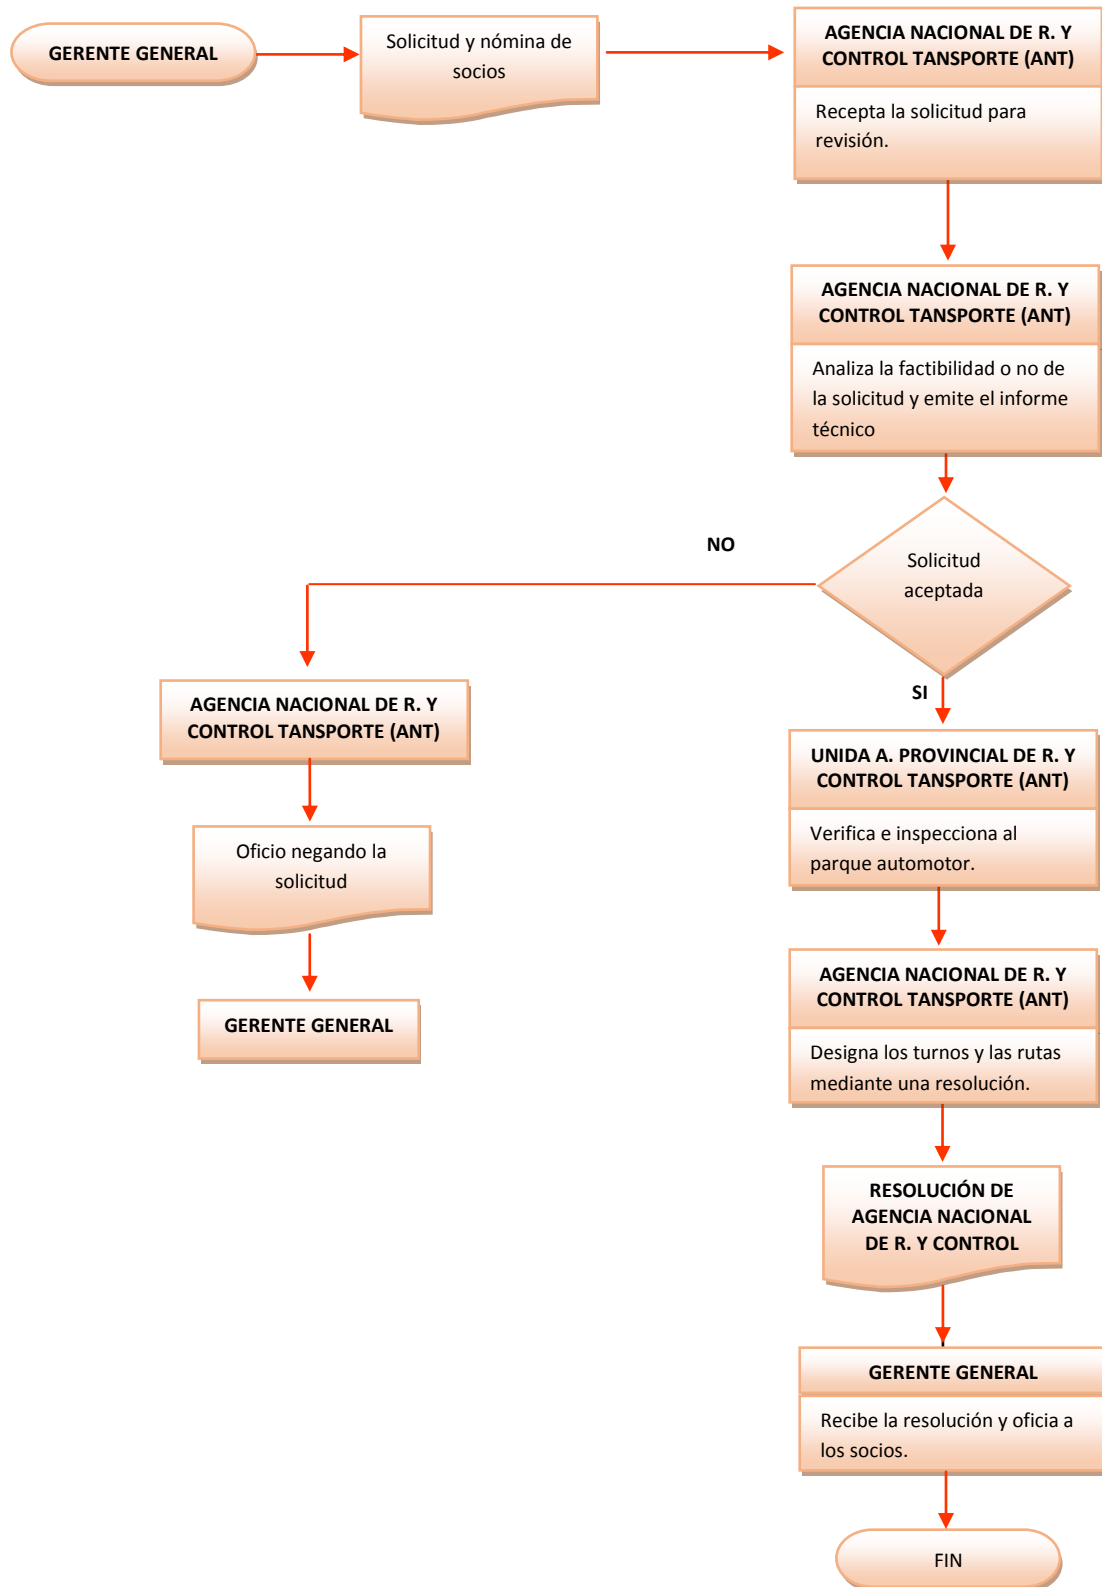 GERENTE GENERAL
Solicitud y nómina de
socios
AGENCIA NACIONAL DE R. Y
CONTROL TANSPORTE (ANT)
Recepta la solicitud para
revisión.
AGENCIA NACIONAL DE R. Y
CONTROL TANSPORTE (ANT)
Analiza la factibilidad o no de
la solicitud y emite el informe
técnico
Solicitud
aceptada
NO
AGENCIA NACIONAL DE R. Y
CONTROL TANSPORTE (ANT)
Oficio negando la
solicitud
GERENTE GENERAL
SI
UNIDA A. PROVINCIAL DE R. Y
CONTROL TANSPORTE (ANT)
Verifica e inspecciona al
parque automotor.
AGENCIA NACIONAL DE R. Y
CONTROL TANSPORTE (ANT)
Designa los turnos y las rutas
mediante una resolución.
RESOLUCIÓN DE
AGENCIA NACIONAL
DE R. Y CONTROL
GERENTE GENERAL
Recibe la resolución y oficia a
los socios.
FIN